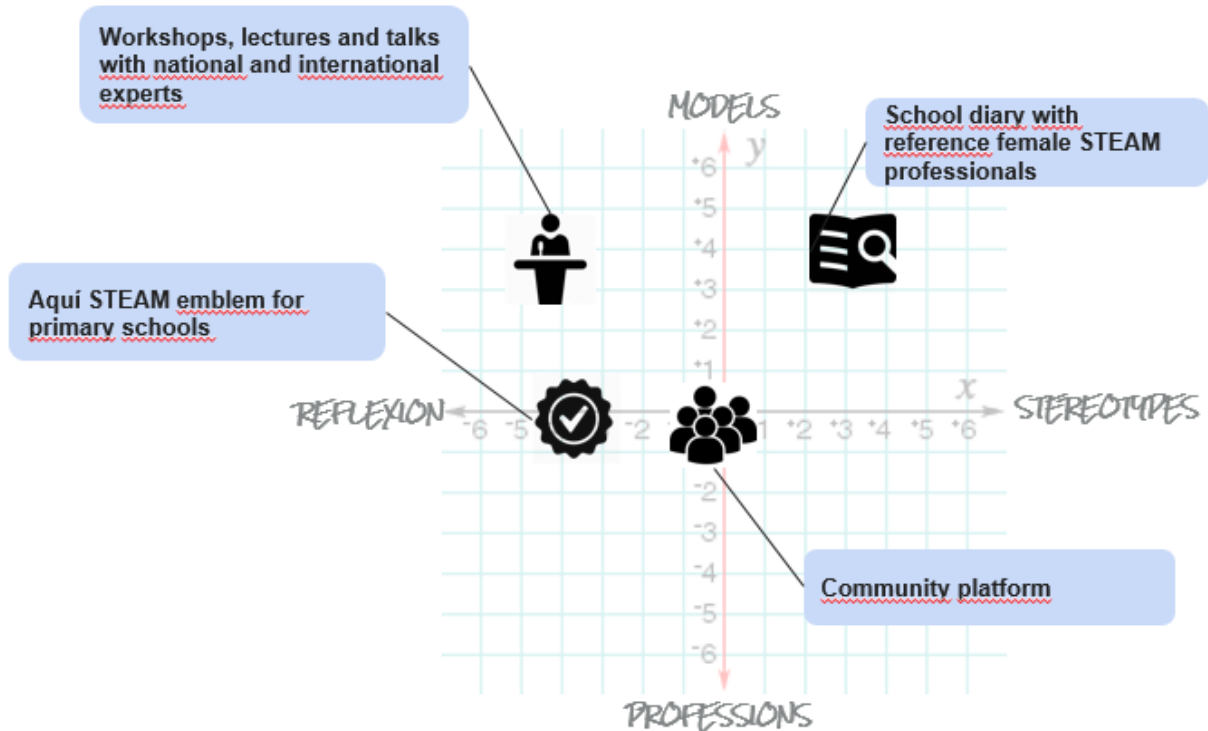 Workshops, lectures and talks
with national and international
experts
MODELS
School diary with
reference female STEAM
professionals
y
+6
+5
+4
+3
+2
+1
Aquí STEAM emblem for
primary schools
REFLEXION
x
STEREOTYPES
-6 -5 -2 1 +2 +3 +4 +5 +6
-2
-3
-4
-5
-6
Community platform
PROFESSIONS